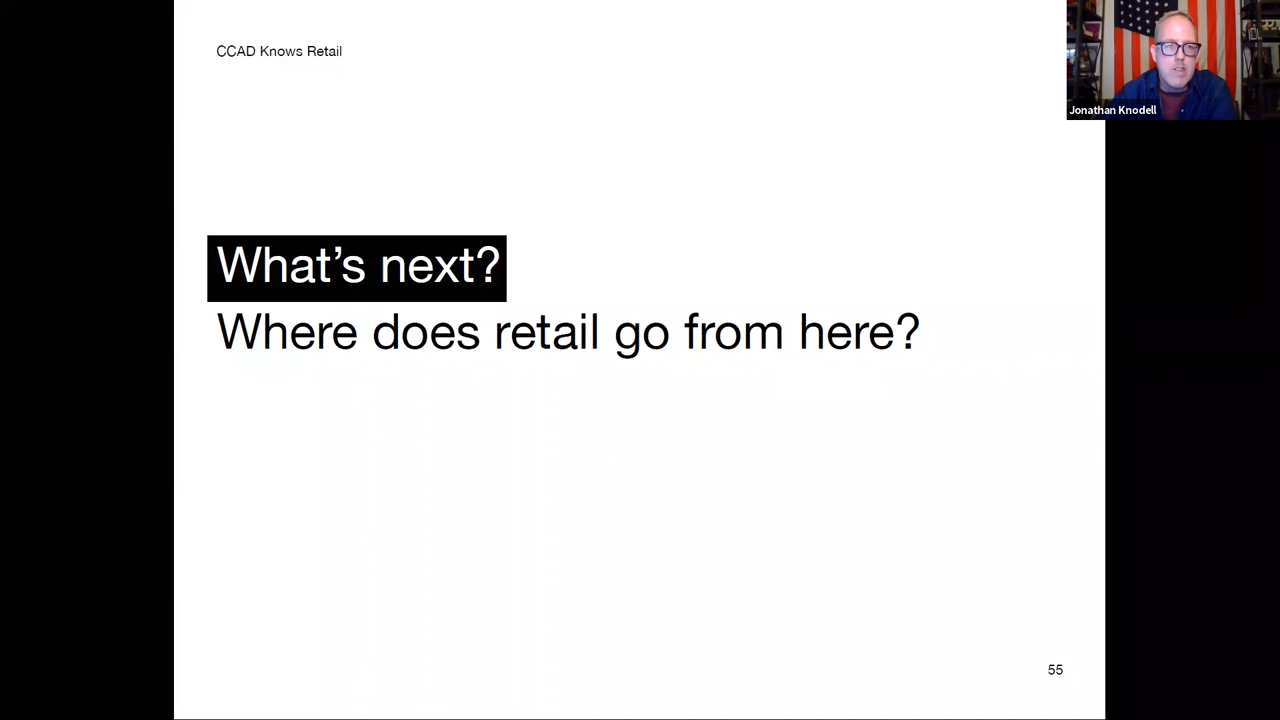 CCAD Knows Retail
Jonathan Knodell
What’s next?
Where does retail go from here?
55